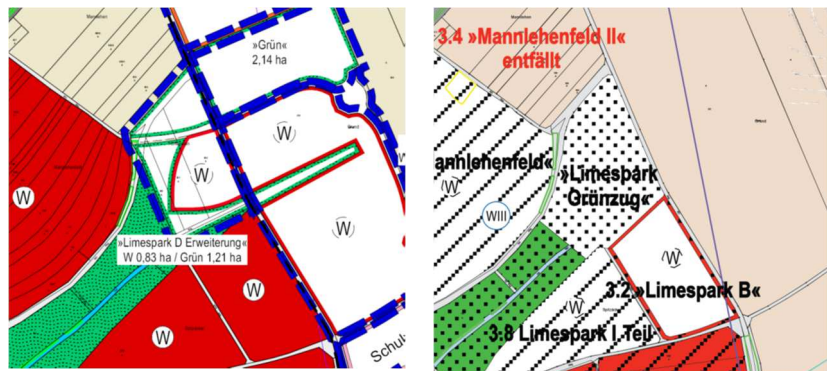 »Grün«
2,14 ha
W
W
W
W
»Limespark D Erweiterung«
W 0,83 ha / Grün 1,21 ha
W
W
Schul
3.4 »Mannlehenfeld II«
entfällt
annlehenfeld«
W
»Limespark
Grünzug«
WIII
W
3.2 »Limespark B«
W
3.8 Limespark I Teil